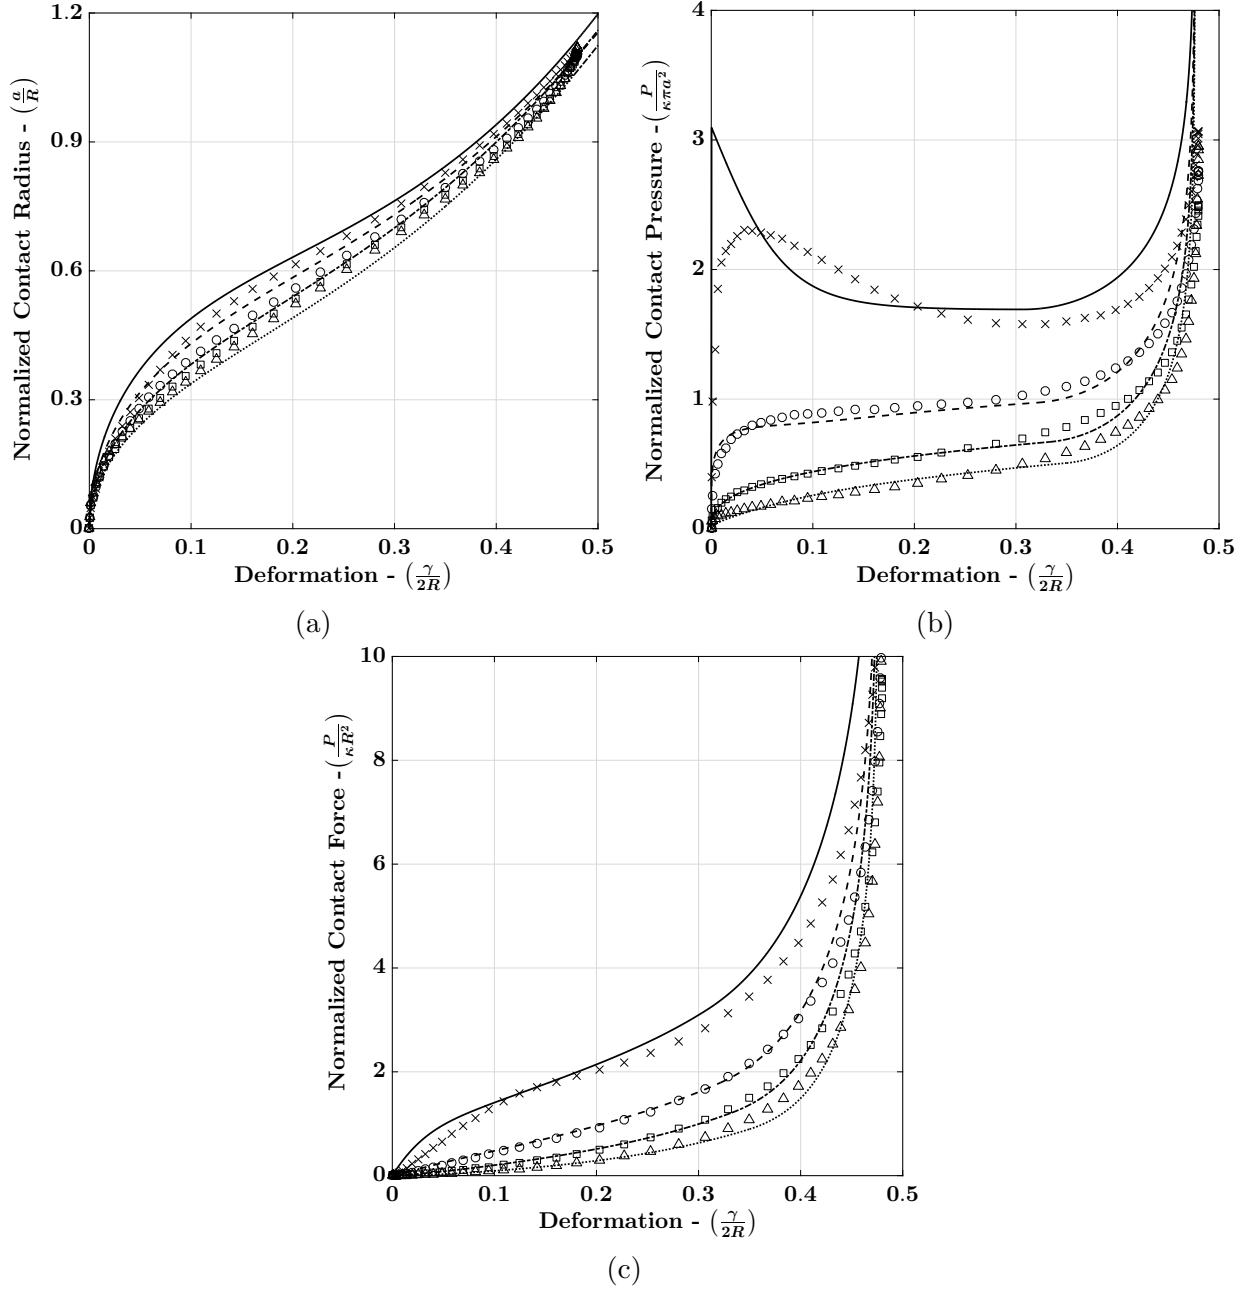 1.2
0.9
0.6
0.3
0
0 0.1 0.2 0.3 0.4 0.5
Normalized Contact Radius - (a/R)
Deformation - (γ/2R)
(a)
4
3
2
1
0
0 0.1 0.2 0.3 0.4 0.5
Normalized Contact Pressure -(P/κπa²)
Deformation - (γ/2R)
(b)
10
8
6
4
2
0
0 0.1 0.2 0.3 0.4 0.5
Normalized Contact Force -(P/κR²)
Deformation - (γ/2R)
(c)